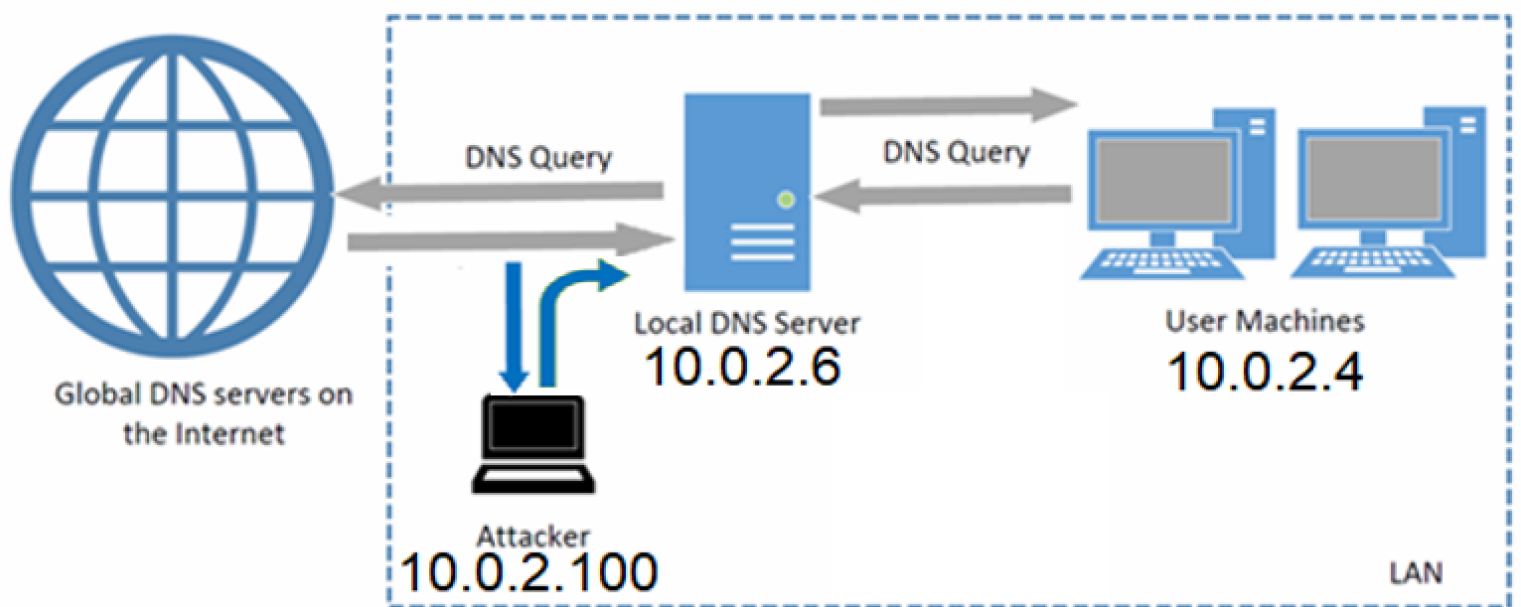 DNS Query
DNS Query
Local DNS Server
10.0.2.6
User Machines
10.0.2.4
Global DNS servers on
the Internet
Attacker
10.0.2.100
LAN